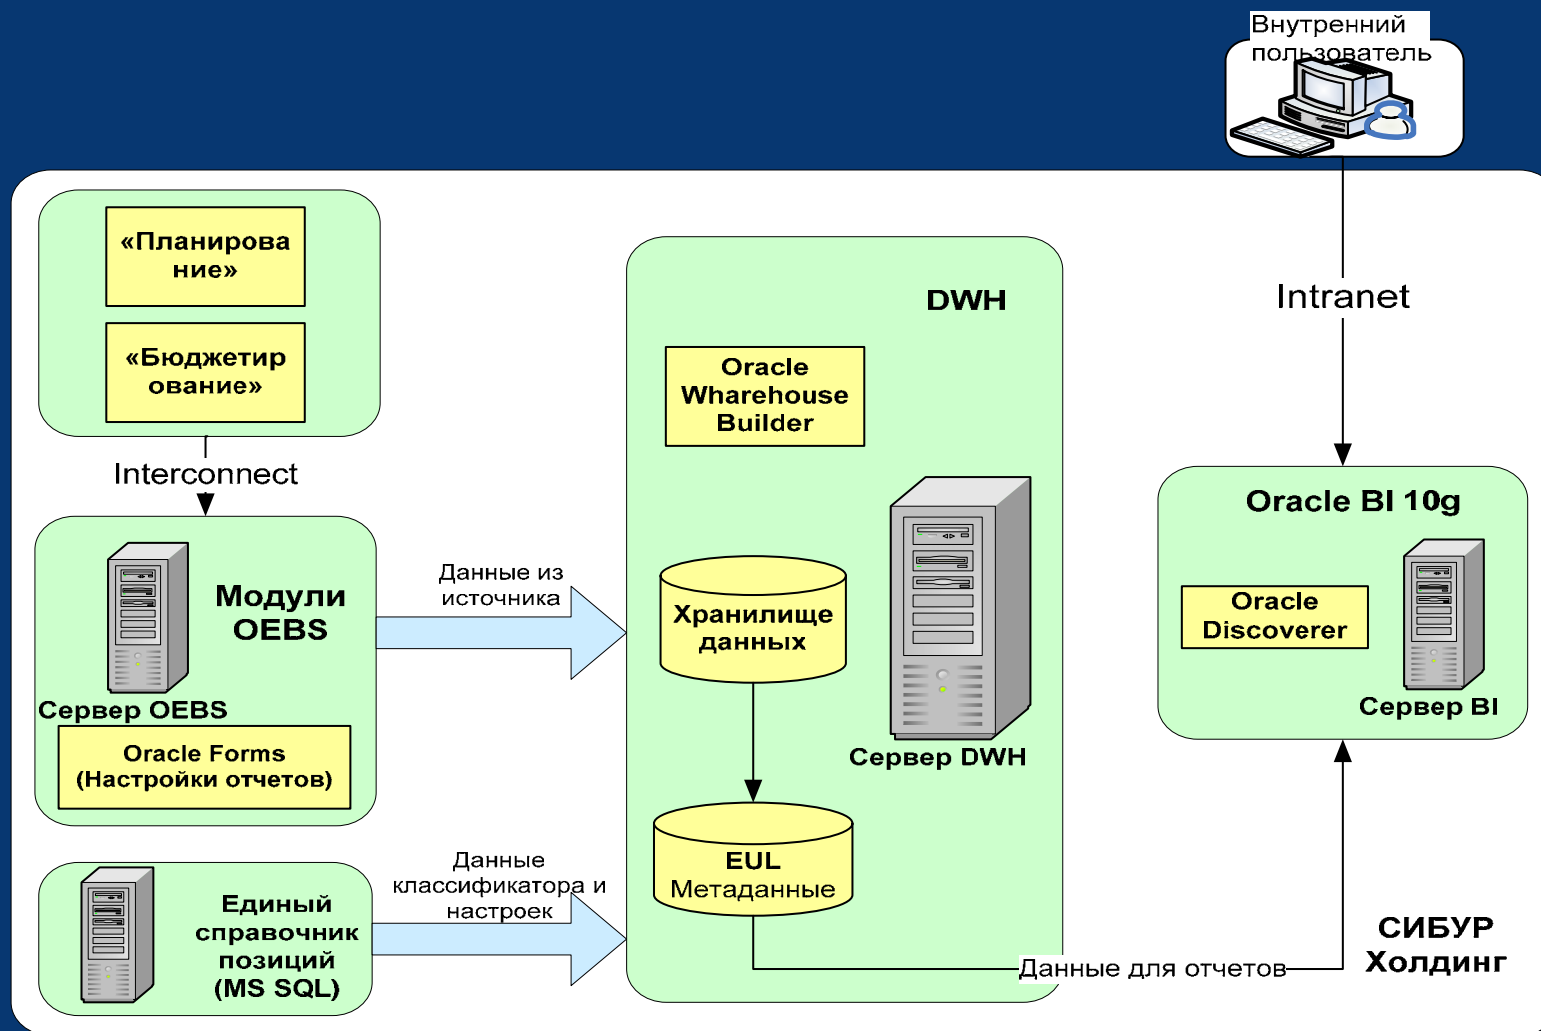 Внутренний
пользователь
«Планирова
ние»
«Бюджетир
ование»
Interconnect
Модули
OEBS
Сервер OEBS
Oracle Forms
(Настройки отчетов)
Единый
справочник
позиций
(MS SQL)
Данные из
источника
Данные
классификатора и
настроек
DWH
Oracle
Wharehouse
Builder
Хранилище
данных
Сервер DWH
EUL
Метаданные
Данные для отчетов
Intranet
Oracle BI 10g
Oracle
Discoverer
Сервер BI
СИБУР
Холдинг